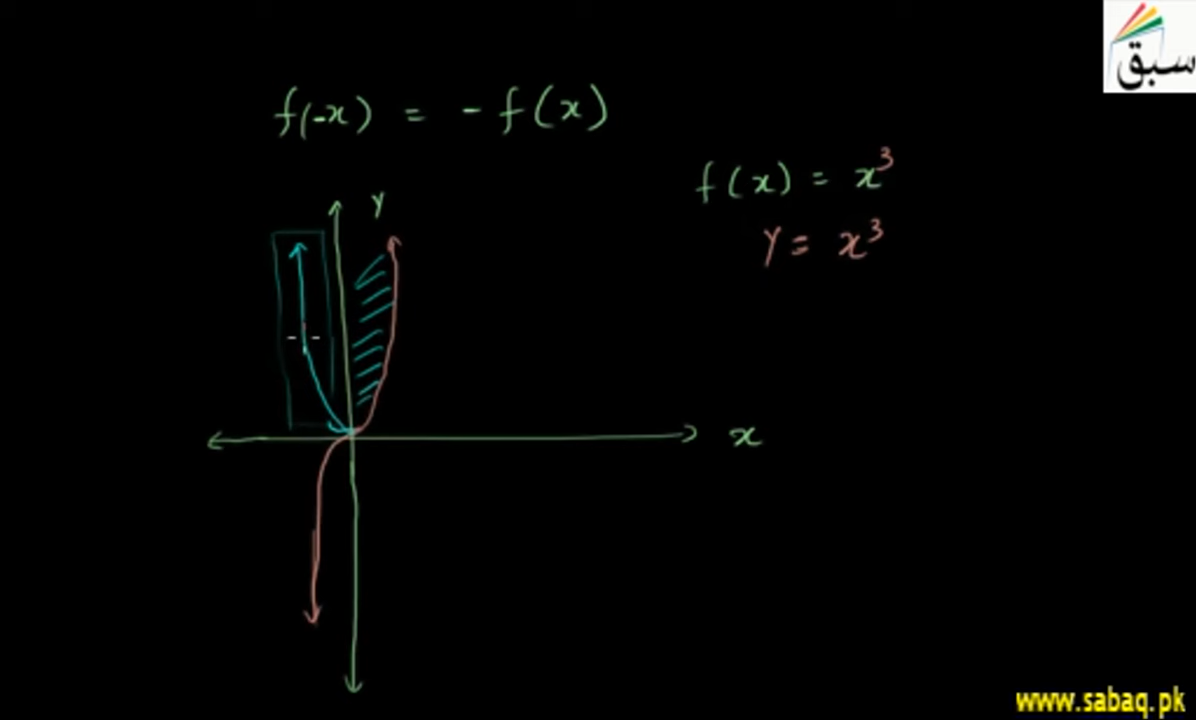 سبق
f(-x) = - f(x)
f(x) = x³
y = x³
y
x
www.sabaq.pk